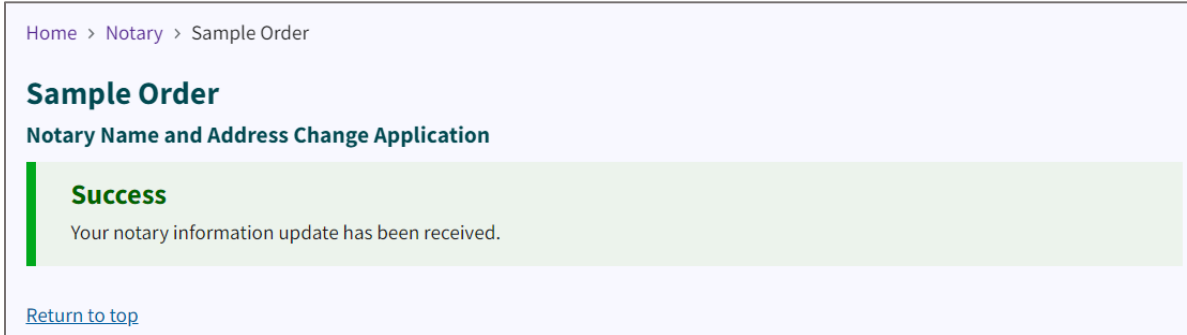 Home > Notary > Sample Order
Sample Order
Notary Name and Address Change Application
Success
Your notary information update has been received.
Return to top